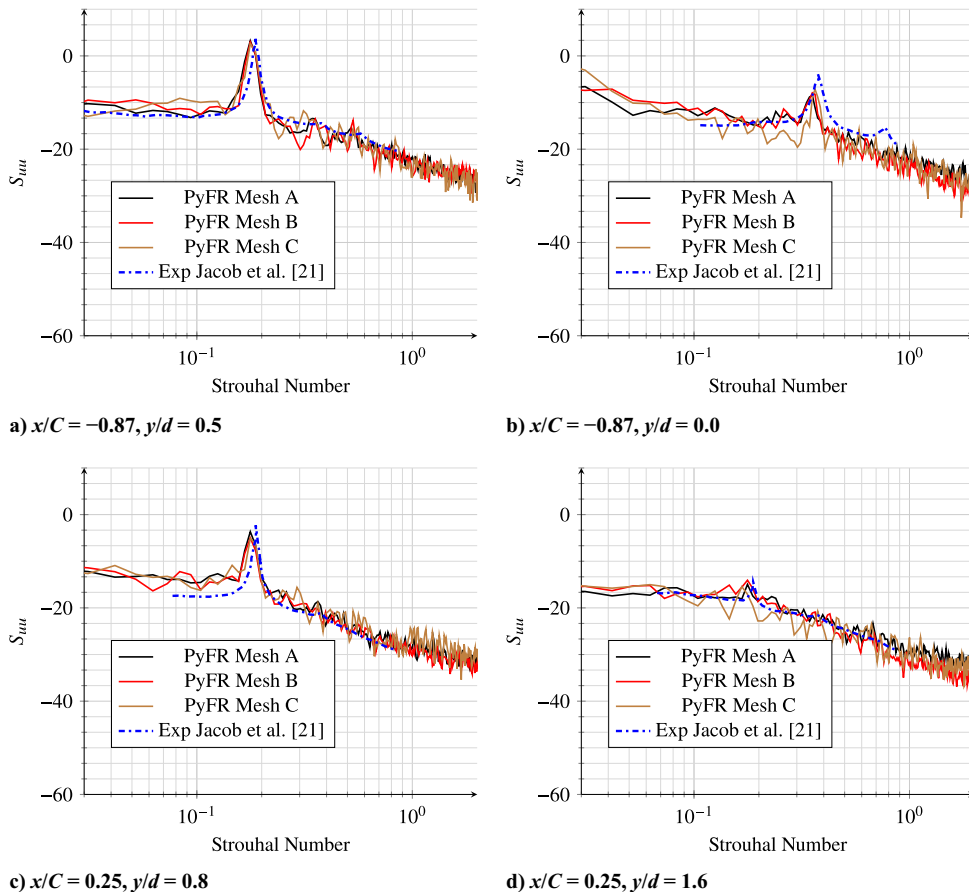 0
−20
−40
−60
S_uu
PyFR Mesh A
PyFR Mesh B
PyFR Mesh C
Exp Jacob et al. [21]
10^−1
10^0
Strouhal Number
a) x/C = −0.87, y/d = 0.5
0
−20
−40
−60
S_uu
PyFR Mesh A
PyFR Mesh B
PyFR Mesh C
Exp Jacob et al. [21]
10^−1
10^0
Strouhal Number
b) x/C = −0.87, y/d = 0.0
0
−20
−40
−60
S_uu
PyFR Mesh A
PyFR Mesh B
PyFR Mesh C
Exp Jacob et al. [21]
10^−1
10^0
Strouhal Number
c) x/C = 0.25, y/d = 0.8
0
−20
−40
−60
S_uu
PyFR Mesh A
PyFR Mesh B
PyFR Mesh C
Exp Jacob et al. [21]
10^−1
10^0
Strouhal Number
d) x/C = 0.25, y/d = 1.6